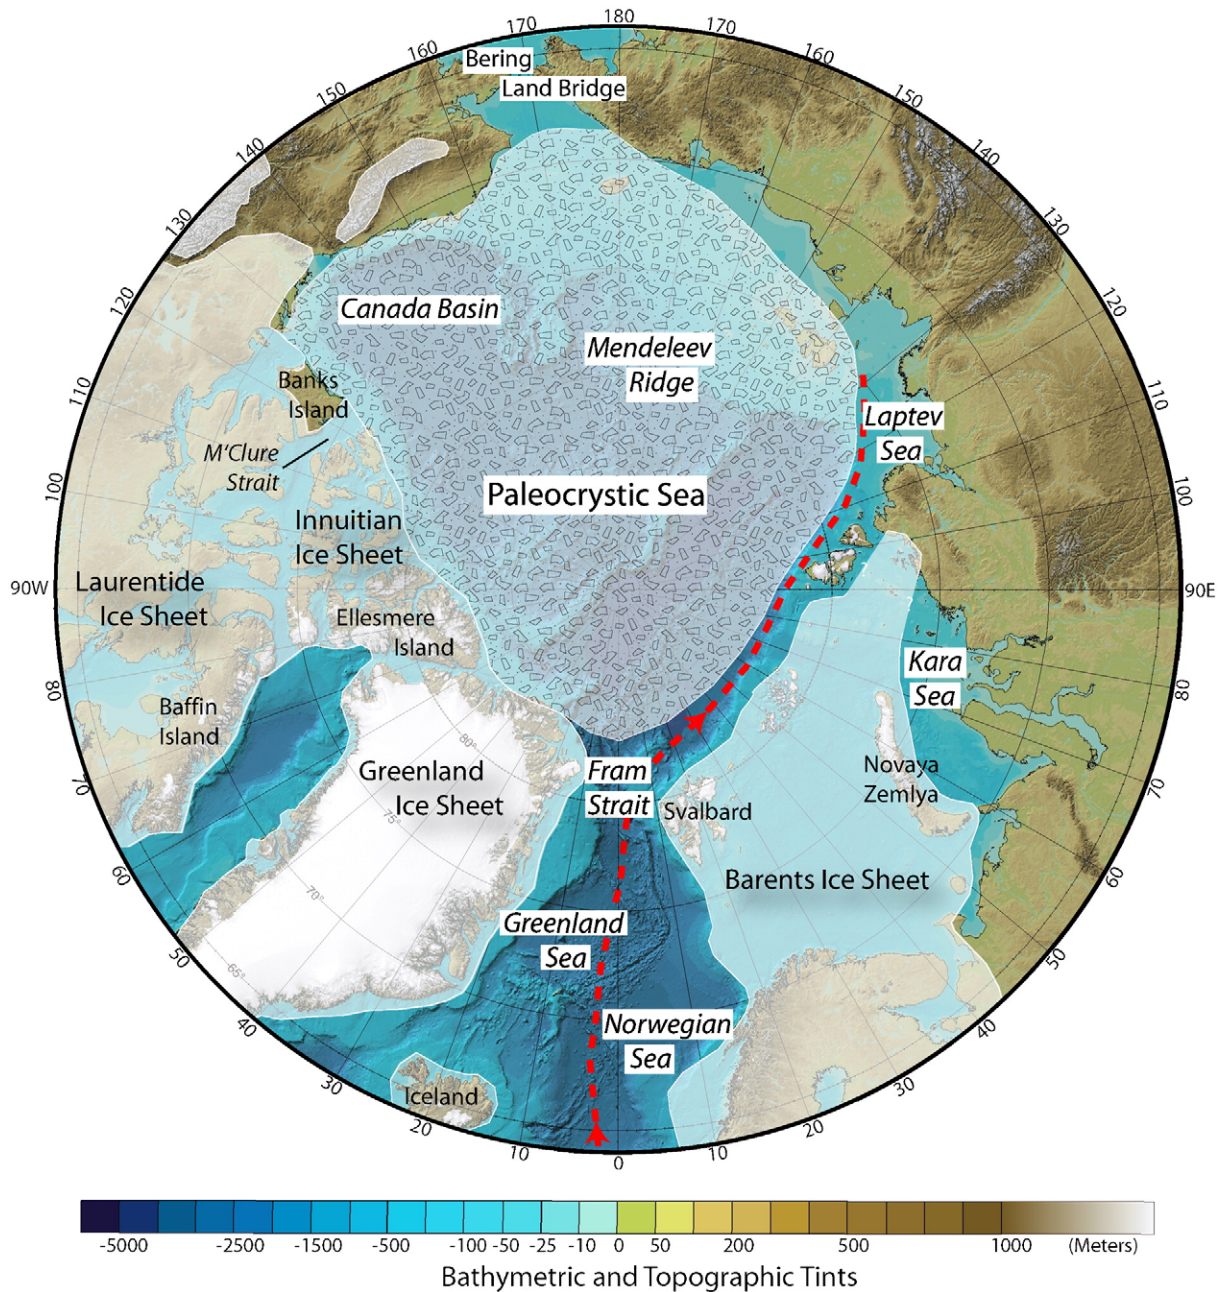 180
170
170
160
160
150
150
140
140
130
130
120
120
110
110
100
100
90W
90E
80
80
70
70
60
60
50
50
40
40
30
30
20
20
10
10
0
Bering
Land Bridge
Canada Basin
Mendeleev
Ridge
Banks
Island
M'Clure
Strait
Laptev
Sea
Paleocrystic Sea
Innuitian
Ice Sheet
Laurentide
Ice Sheet
Ellesmere
Island
Kara
Sea
Baffin
Island
80°
75°
70°
65°
Greenland
Ice Sheet
Fram
Strait
Svalbard
Novaya
Zemlya
Barents Ice Sheet
Greenland
Sea
Norwegian
Sea
Iceland
-5000 -2500 -1500 -500 -100 -50 -25 -10 0 50 200 500 1000 (Meters)
Bathymetric and Topographic Tints